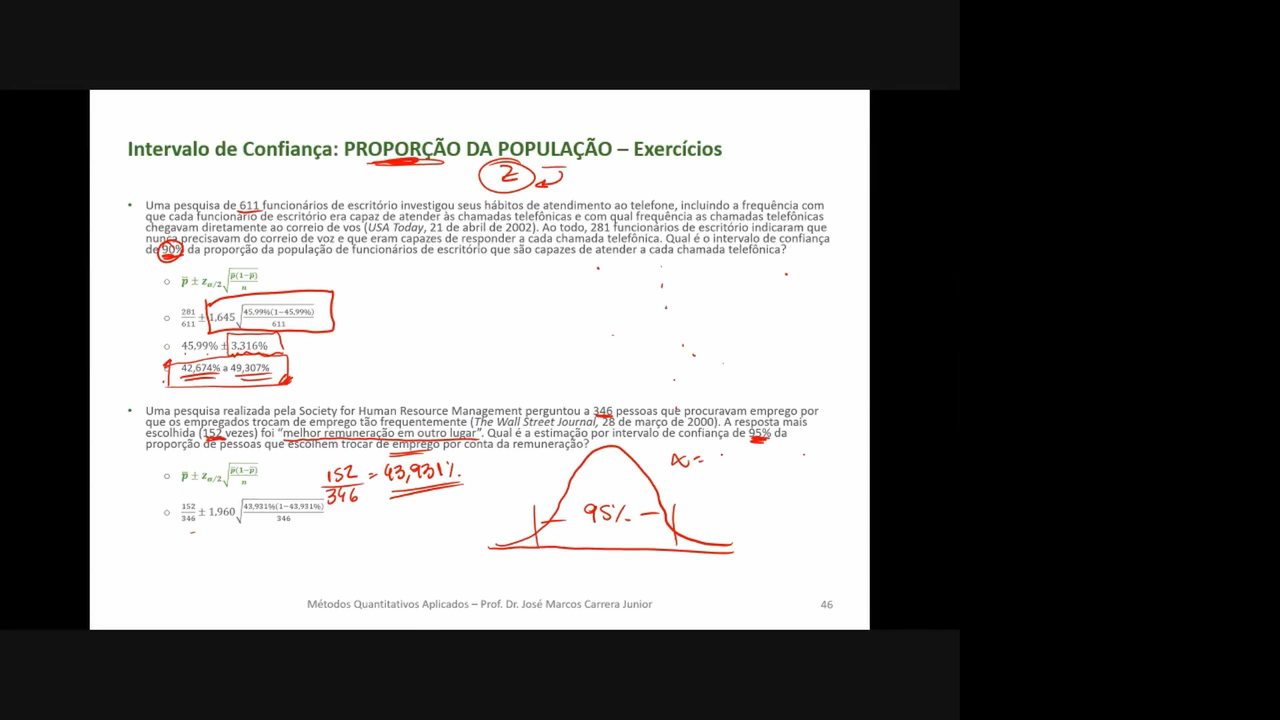 Intervalo de Confiança: PROPORÇÃO DA POPULAÇÃO – Exercícios
Z
• Uma pesquisa de 611 funcionários de escritório investigou seus hábitos de atendimento ao telefone, incluindo a frequência com
que cada funcionário de escritório era capaz de atender às chamadas telefônicas e com qual frequência as chamadas telefônicas
chegavam diretamente ao correio de vos (USA Today, 21 de abril de 2002). Ao todo, 281 funcionários de escritório indicaram que
nunca precisavam do correio de voz e que eram capazes de responder a cada chamada telefônica. Qual é o intervalo de confiança
de 90% da proporção da população de funcionários de escritório que são capazes de atender a cada chamada telefônica?
○ p̅ ± z_α/2 √(p̅(1−p̅)/n)
○ 281/611 ± 1,645 √(45,99%(1−45,99%)/611)
○ 45,99% ± 3,316%
○ 42,674% a 49,307%
• Uma pesquisa realizada pela Society for Human Resource Management perguntou a 346 pessoas que procuravam emprego por
que os empregados trocam de emprego tão frequentemente (The Wall Street Journal, 28 de março de 2000). A resposta mais
escolhida (152 vezes) foi “melhor remuneração em outro lugar”. Qual é a estimação por intervalo de confiança de 95% da
proporção de pessoas que escolhem trocar de emprego por conta da remuneração?
○ p̅ ± z_α/2 √(p̅(1−p̅)/n)
152/346 = 43,931%
α =
○ 152/346 ± 1,960 √(43,931%(1−43,931%)/346)
95%
Métodos Quantitativos Aplicados – Prof. Dr. José Marcos Carrera Junior
46